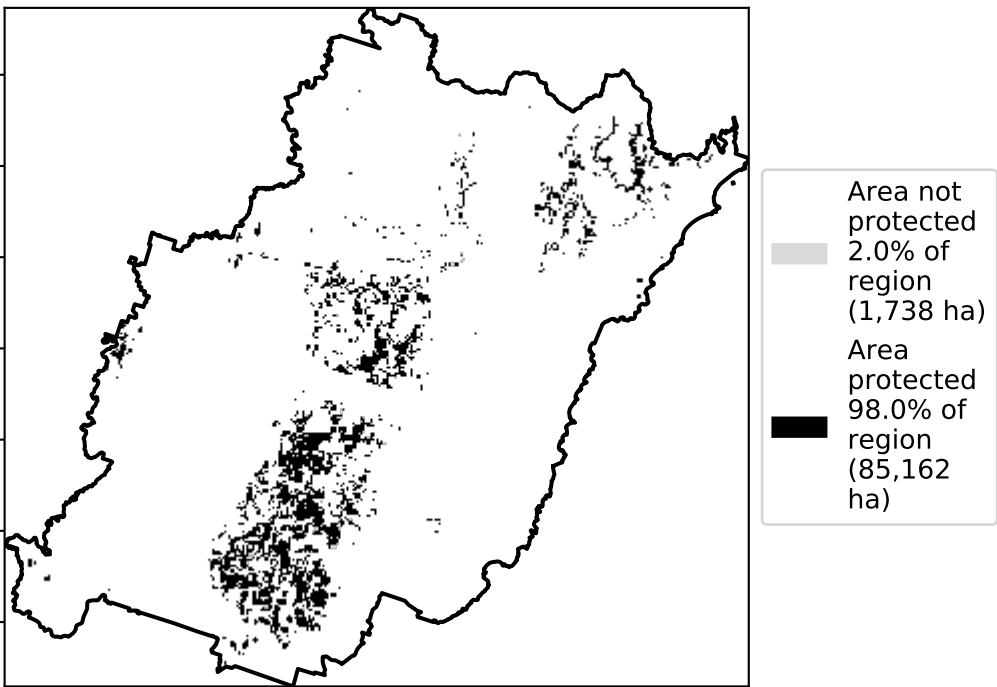 Area not
protected
2.0% of
region
(1,738 ha)
Area
protected
98.0% of
region
(85,162
ha)